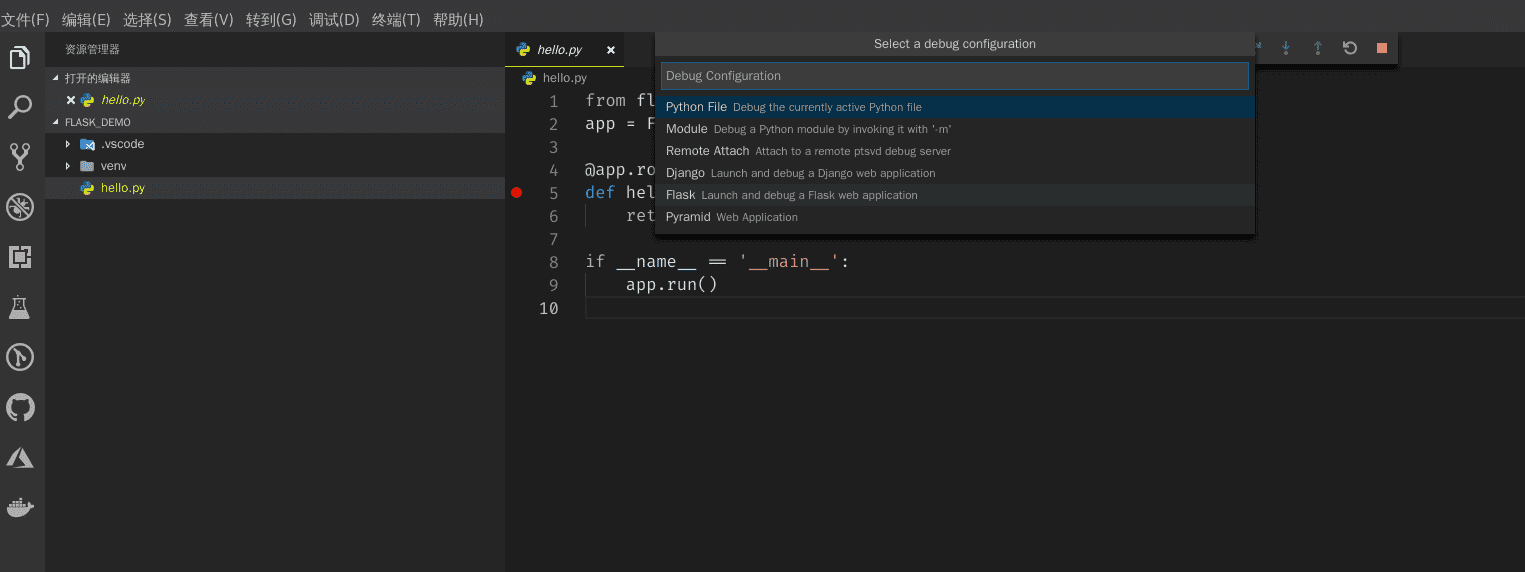 文件(F) 编辑(E) 选择(S) 查看(V) 转到(G) 调试(D) 终端(T) 帮助(H)
资源管理器
打开的编辑器
hello.py
FLASK_DEMO
.vscode
venv
hello.py
hello.py
hello.py
Select a debug configuration
Debug Configuration
Python File Debug the currently active Python file
Module Debug a Python module by invoking it with '-m'
Remote Attach Attach to a remote ptsvd debug server
Django Launch and debug a Django web application
Flask Launch and debug a Flask web application
Pyramid Web Application
1 from fl
2 app = F
3
4 @app.ro
5 def hel
6 ret
7
8 if __name__ == '__main__':
9 app.run()
10